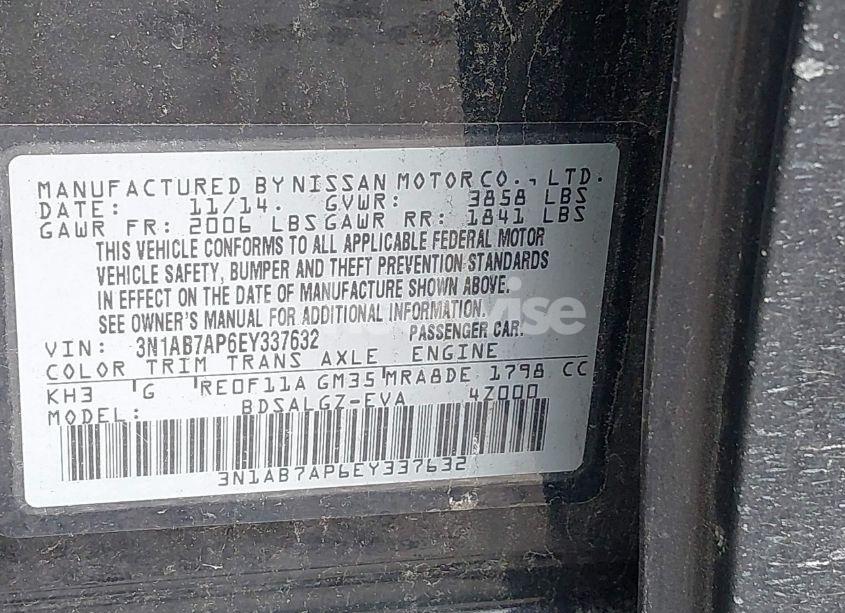 MANUFACTURED BY NISSAN MOTOR CO., LTD.
DATE: 11/14. GVWR: 3858 LBS
GAWR FR: 2006 LBS GAWR RR: 1841 LBS
THIS VEHICLE CONFORMS TO ALL APPLICABLE FEDERAL MOTOR
VEHICLE SAFETY, BUMPER AND THEFT PREVENTION STANDARDS
IN EFFECT ON THE DATE OF MANUFACTURE SHOWN ABOVE.
SEE OWNER'S MANUAL FOR ADDITIONAL INFORMATION.
VIN: 3N1AB7AP6EY337632 PASSENGER CAR.
COLOR TRIM TRANS AXLE ENGINE
KH3 G RE0F11A GM35 MRA8DE 1798 CC
MODEL: BDSALGZ-EVA 4Z000
3N1AB7AP6EY337632